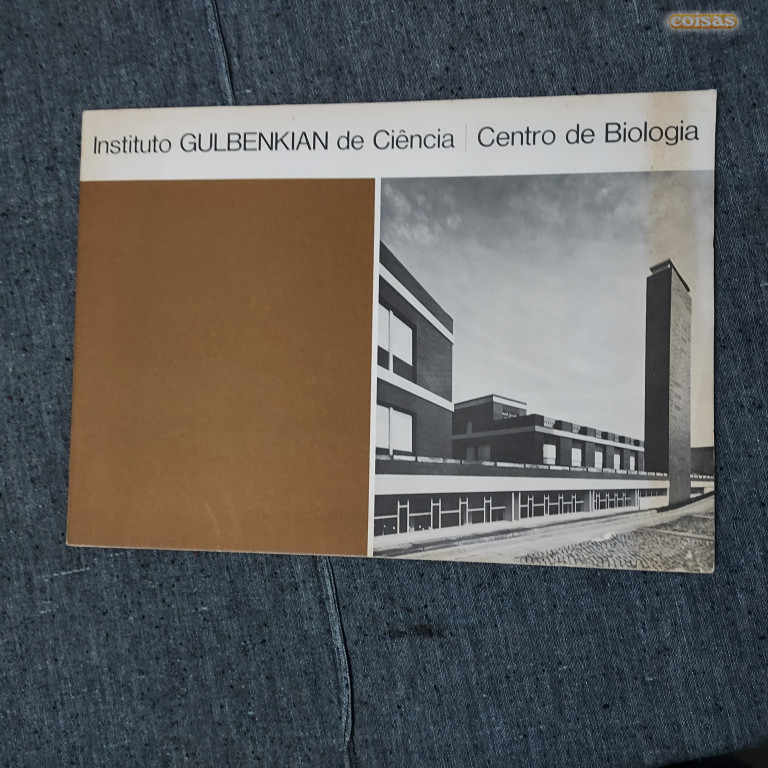 coisas
Instituto GULBENKIAN de Ciência | Centro de Biologia